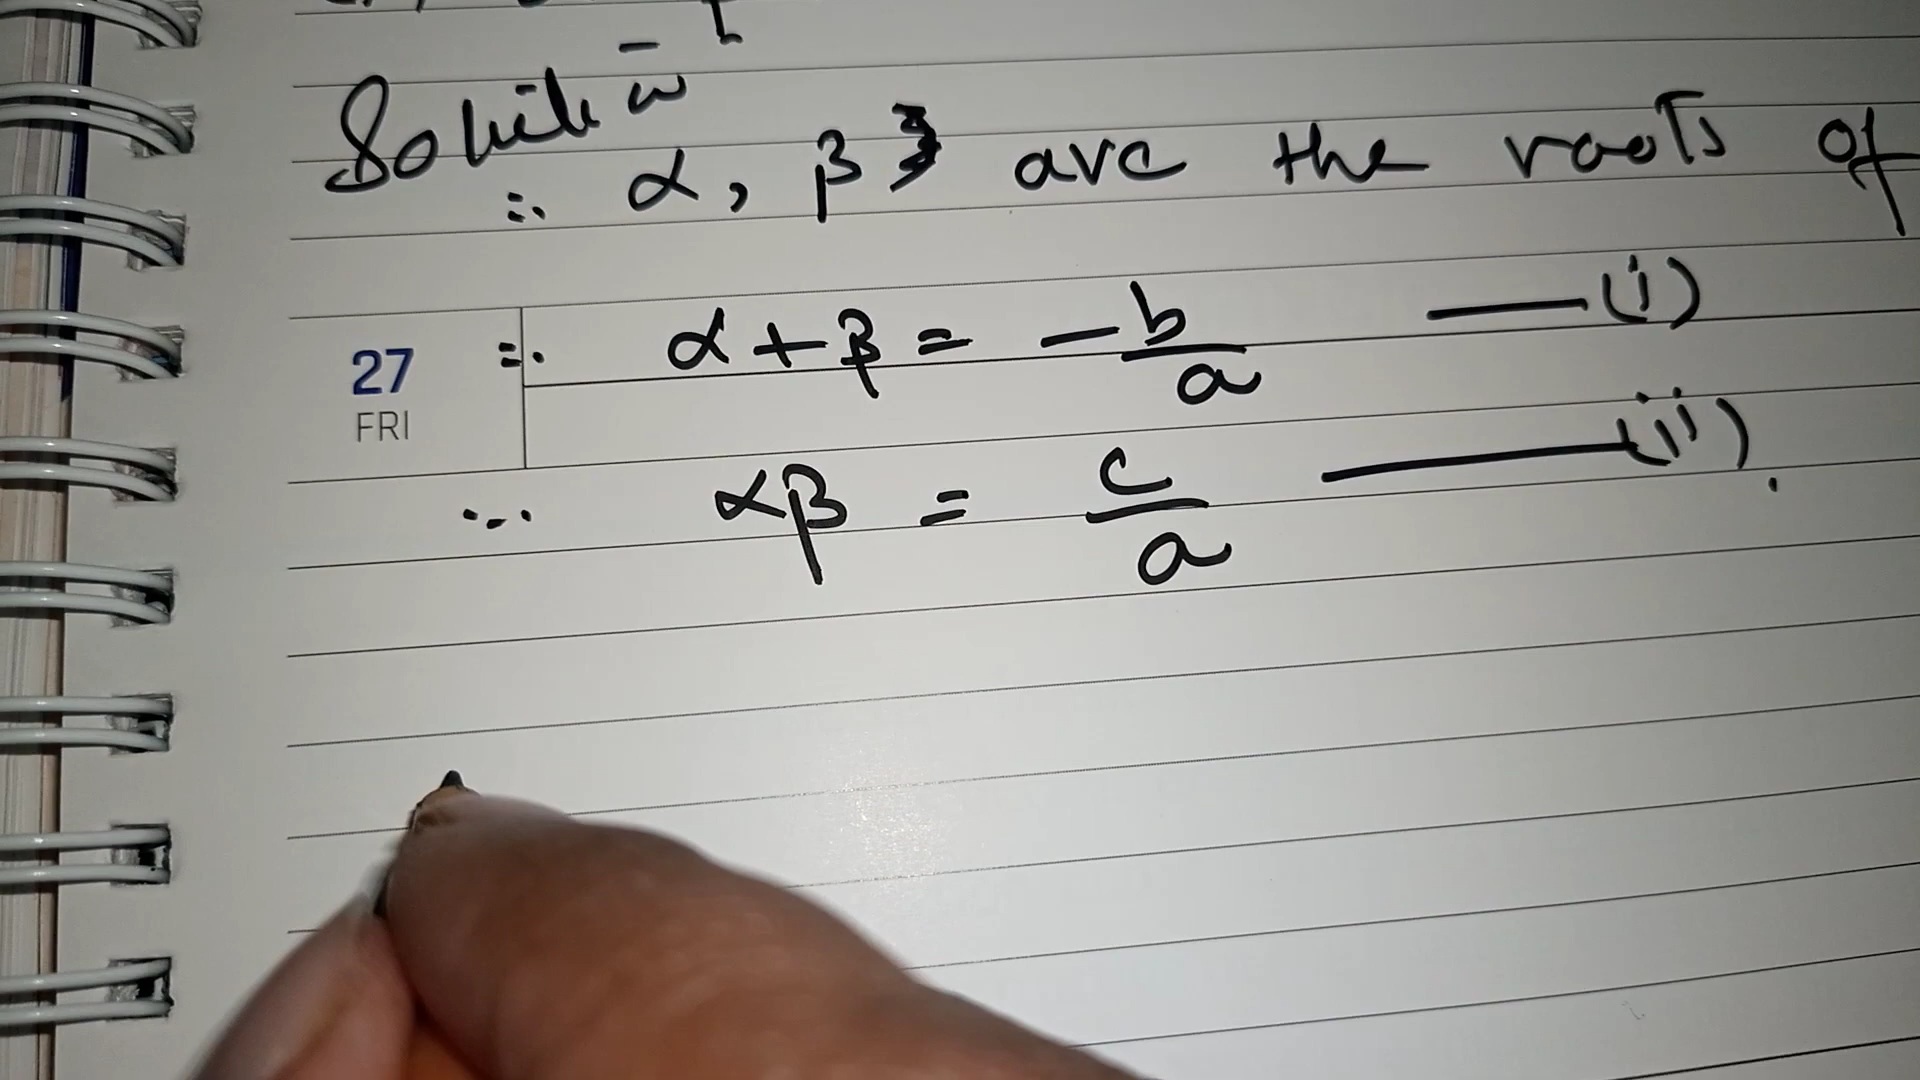 Solution
∴ α, β are the roots of
27
FRI
∴ α + β = -b/a —— (i)
∴ αβ = c/a —— (ii).